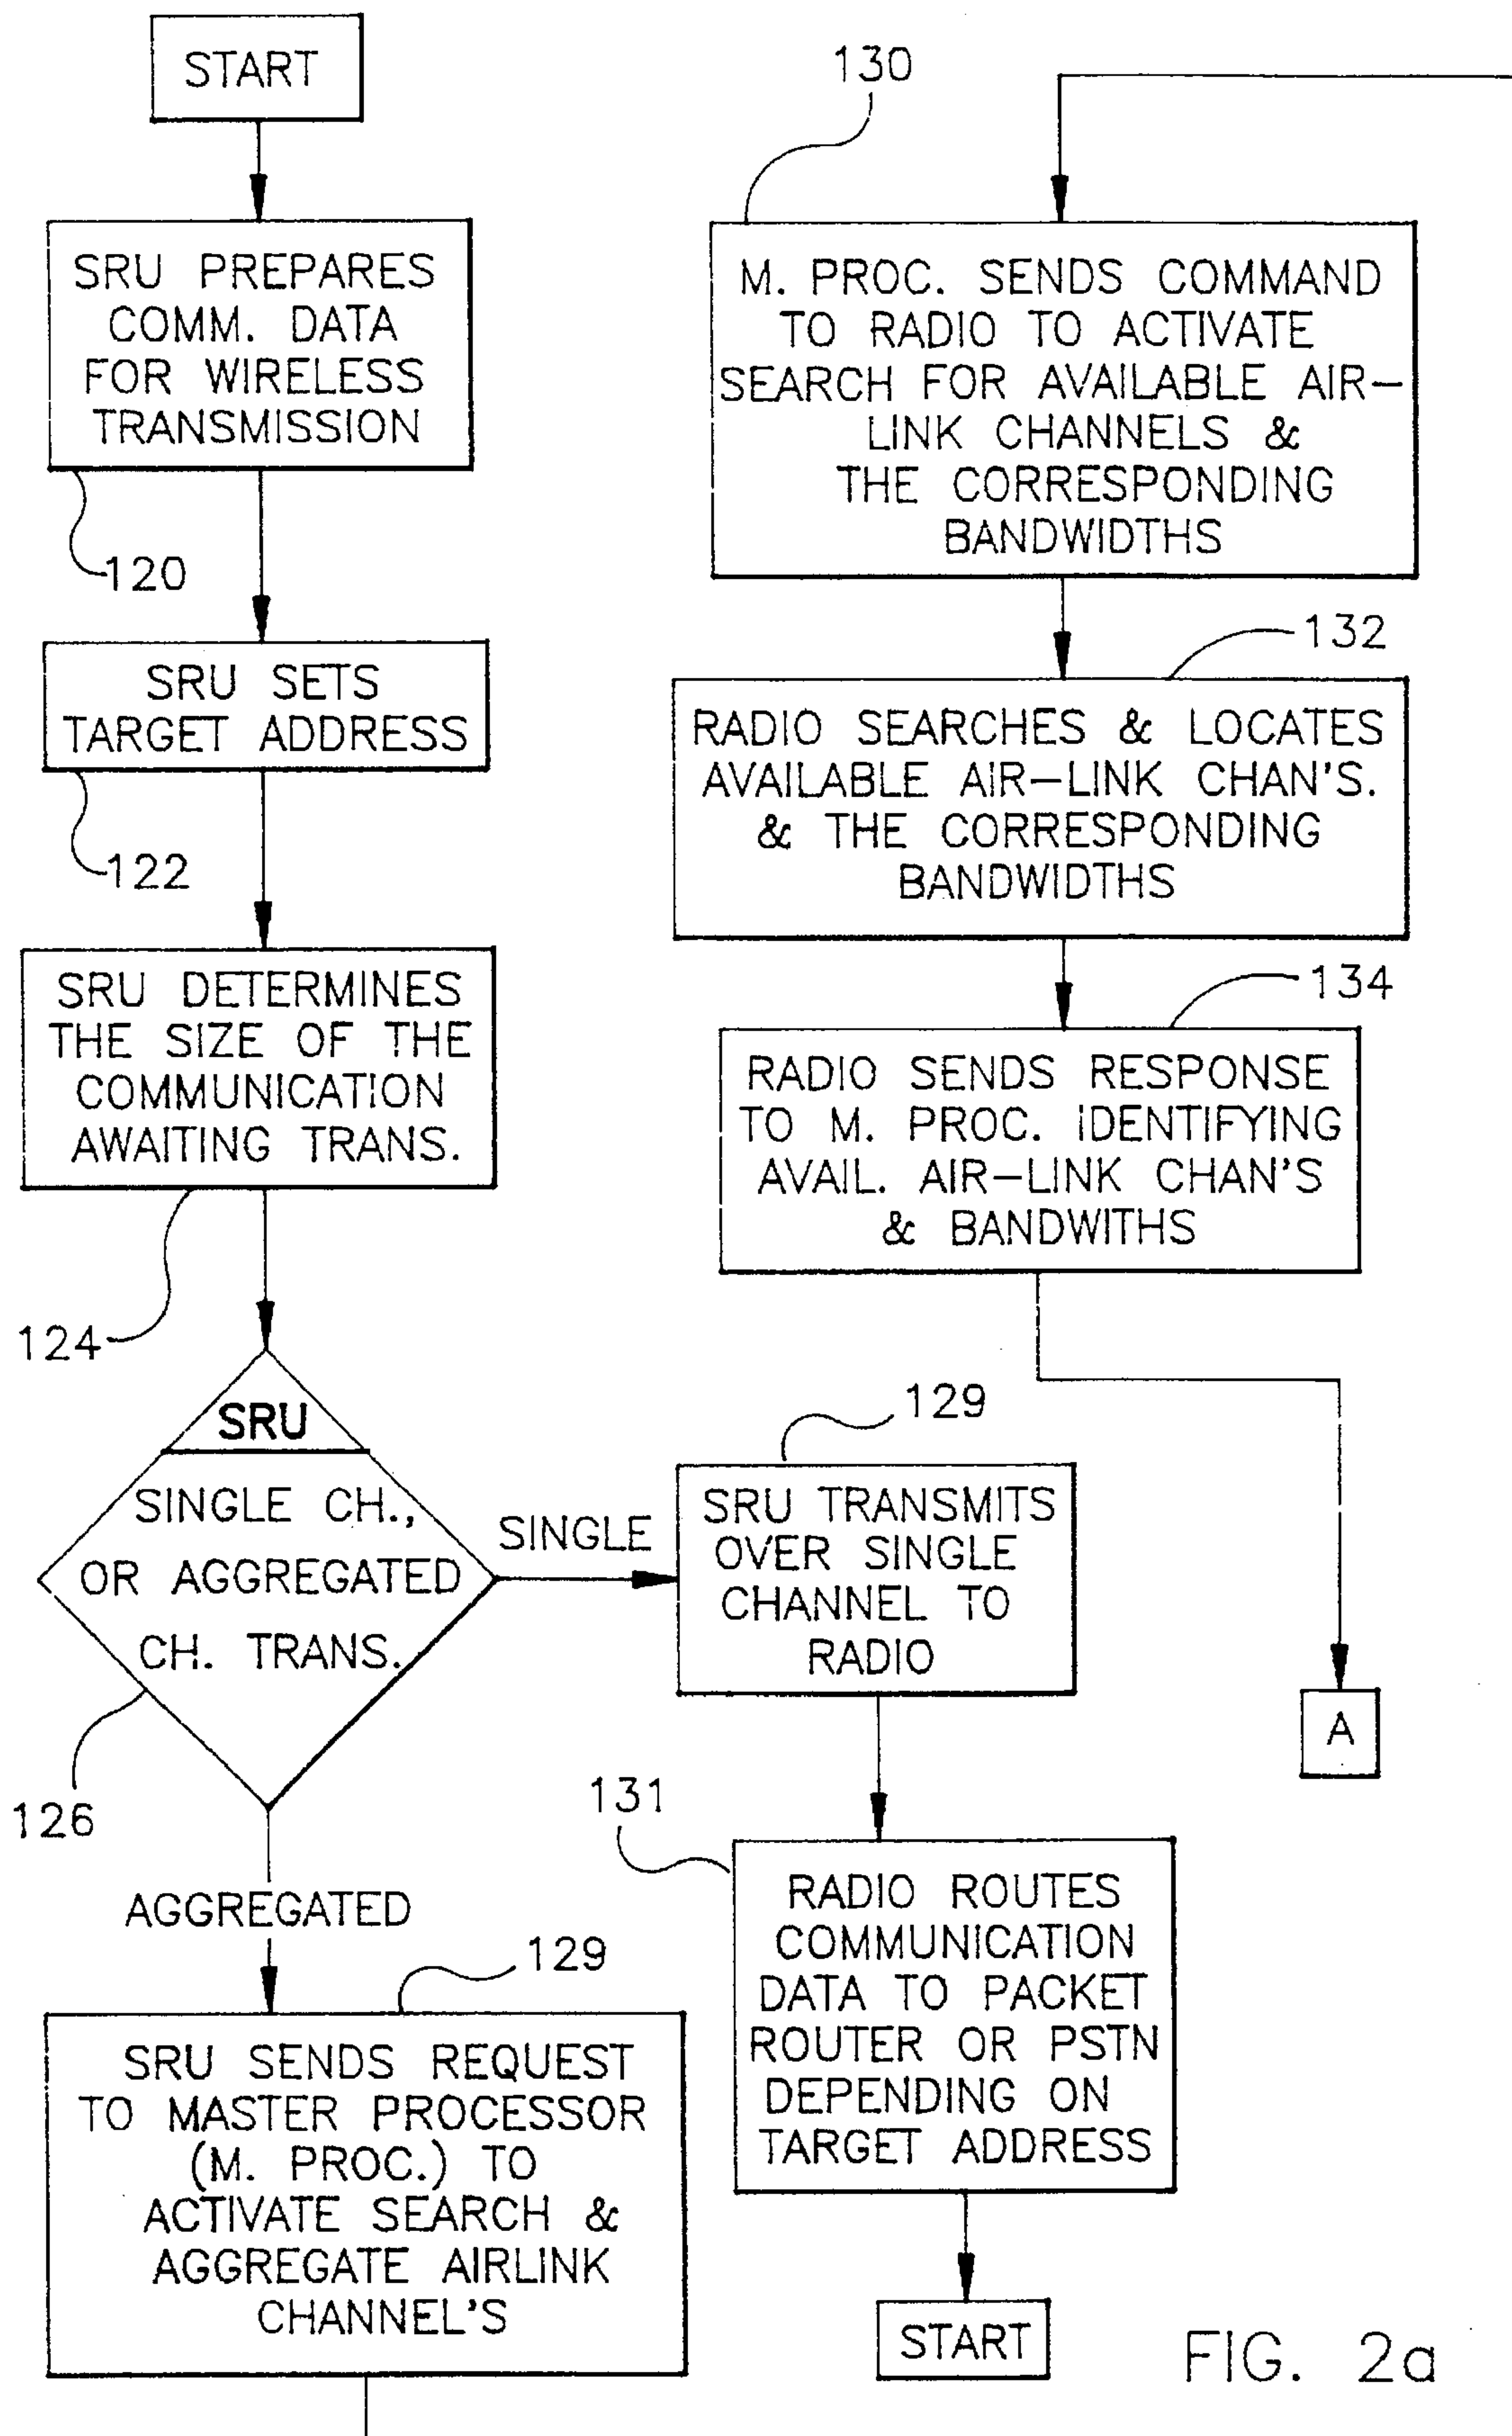 START
SRU PREPARES
COMM. DATA
FOR WIRELESS
TRANSMISSION
120
SRU SETS
TARGET ADDRESS
122
SRU DETERMINES
THE SIZE OF THE
COMMUNICATION
AWAITING TRANS.
124
SRU
SINGLE CH.,
OR AGGREGATED
CH. TRANS.
126
SINGLE
AGGREGATED
129
SRU SENDS REQUEST
TO MASTER PROCESSOR
(M. PROC.) TO
ACTIVATE SEARCH &
AGGREGATE AIRLINK
CHANNEL'S
130
M. PROC. SENDS COMMAND
TO RADIO TO ACTIVATE
SEARCH FOR AVAILABLE AIR-
LINK CHANNELS &
THE CORRESPONDING
BANDWIDTHS
132
RADIO SEARCHES & LOCATES
AVAILABLE AIR-LINK CHAN'S.
& THE CORRESPONDING
BANDWIDTHS
134
RADIO SENDS RESPONSE
TO M. PROC. IDENTIFYING
AVAIL. AIR-LINK CHAN'S
& BANDWITHS
A
129
SRU TRANSMITS
OVER SINGLE
CHANNEL TO
RADIO
131
RADIO ROUTES
COMMUNICATION
DATA TO PACKET
ROUTER OR PSTN
DEPENDING ON
TARGET ADDRESS
START
FIG. 2a